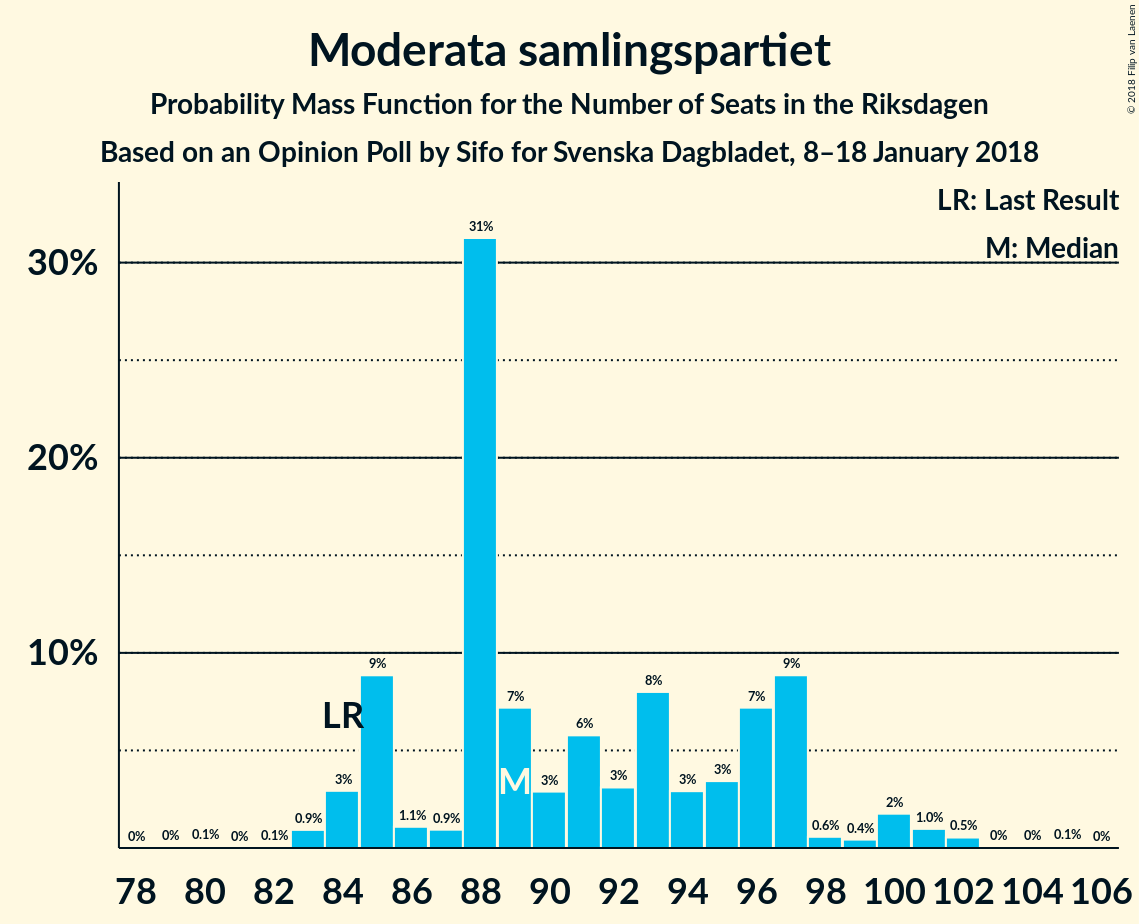 Moderata samlingspartiet
Probability Mass Function for the Number of Seats in the Riksdagen
Based on an Opinion Poll by Sifo for Svenska Dagbladet, 8–18 January 2018
© 2018 Filip van Laenen
LR: Last Result
M: Median
30%
20%
10%
0% 0% 0.1% 0% 0.1% 0.9% 3% 9% 1.1% 0.9% 31% 7% 3% 6% 3% 8% 3% 3% 7% 9% 0.6% 0.4% 2% 1.0% 0.5% 0% 0% 0.1% 0%
LR
M
78 80 82 84 86 88 90 92 94 96 98 100 102 104 106